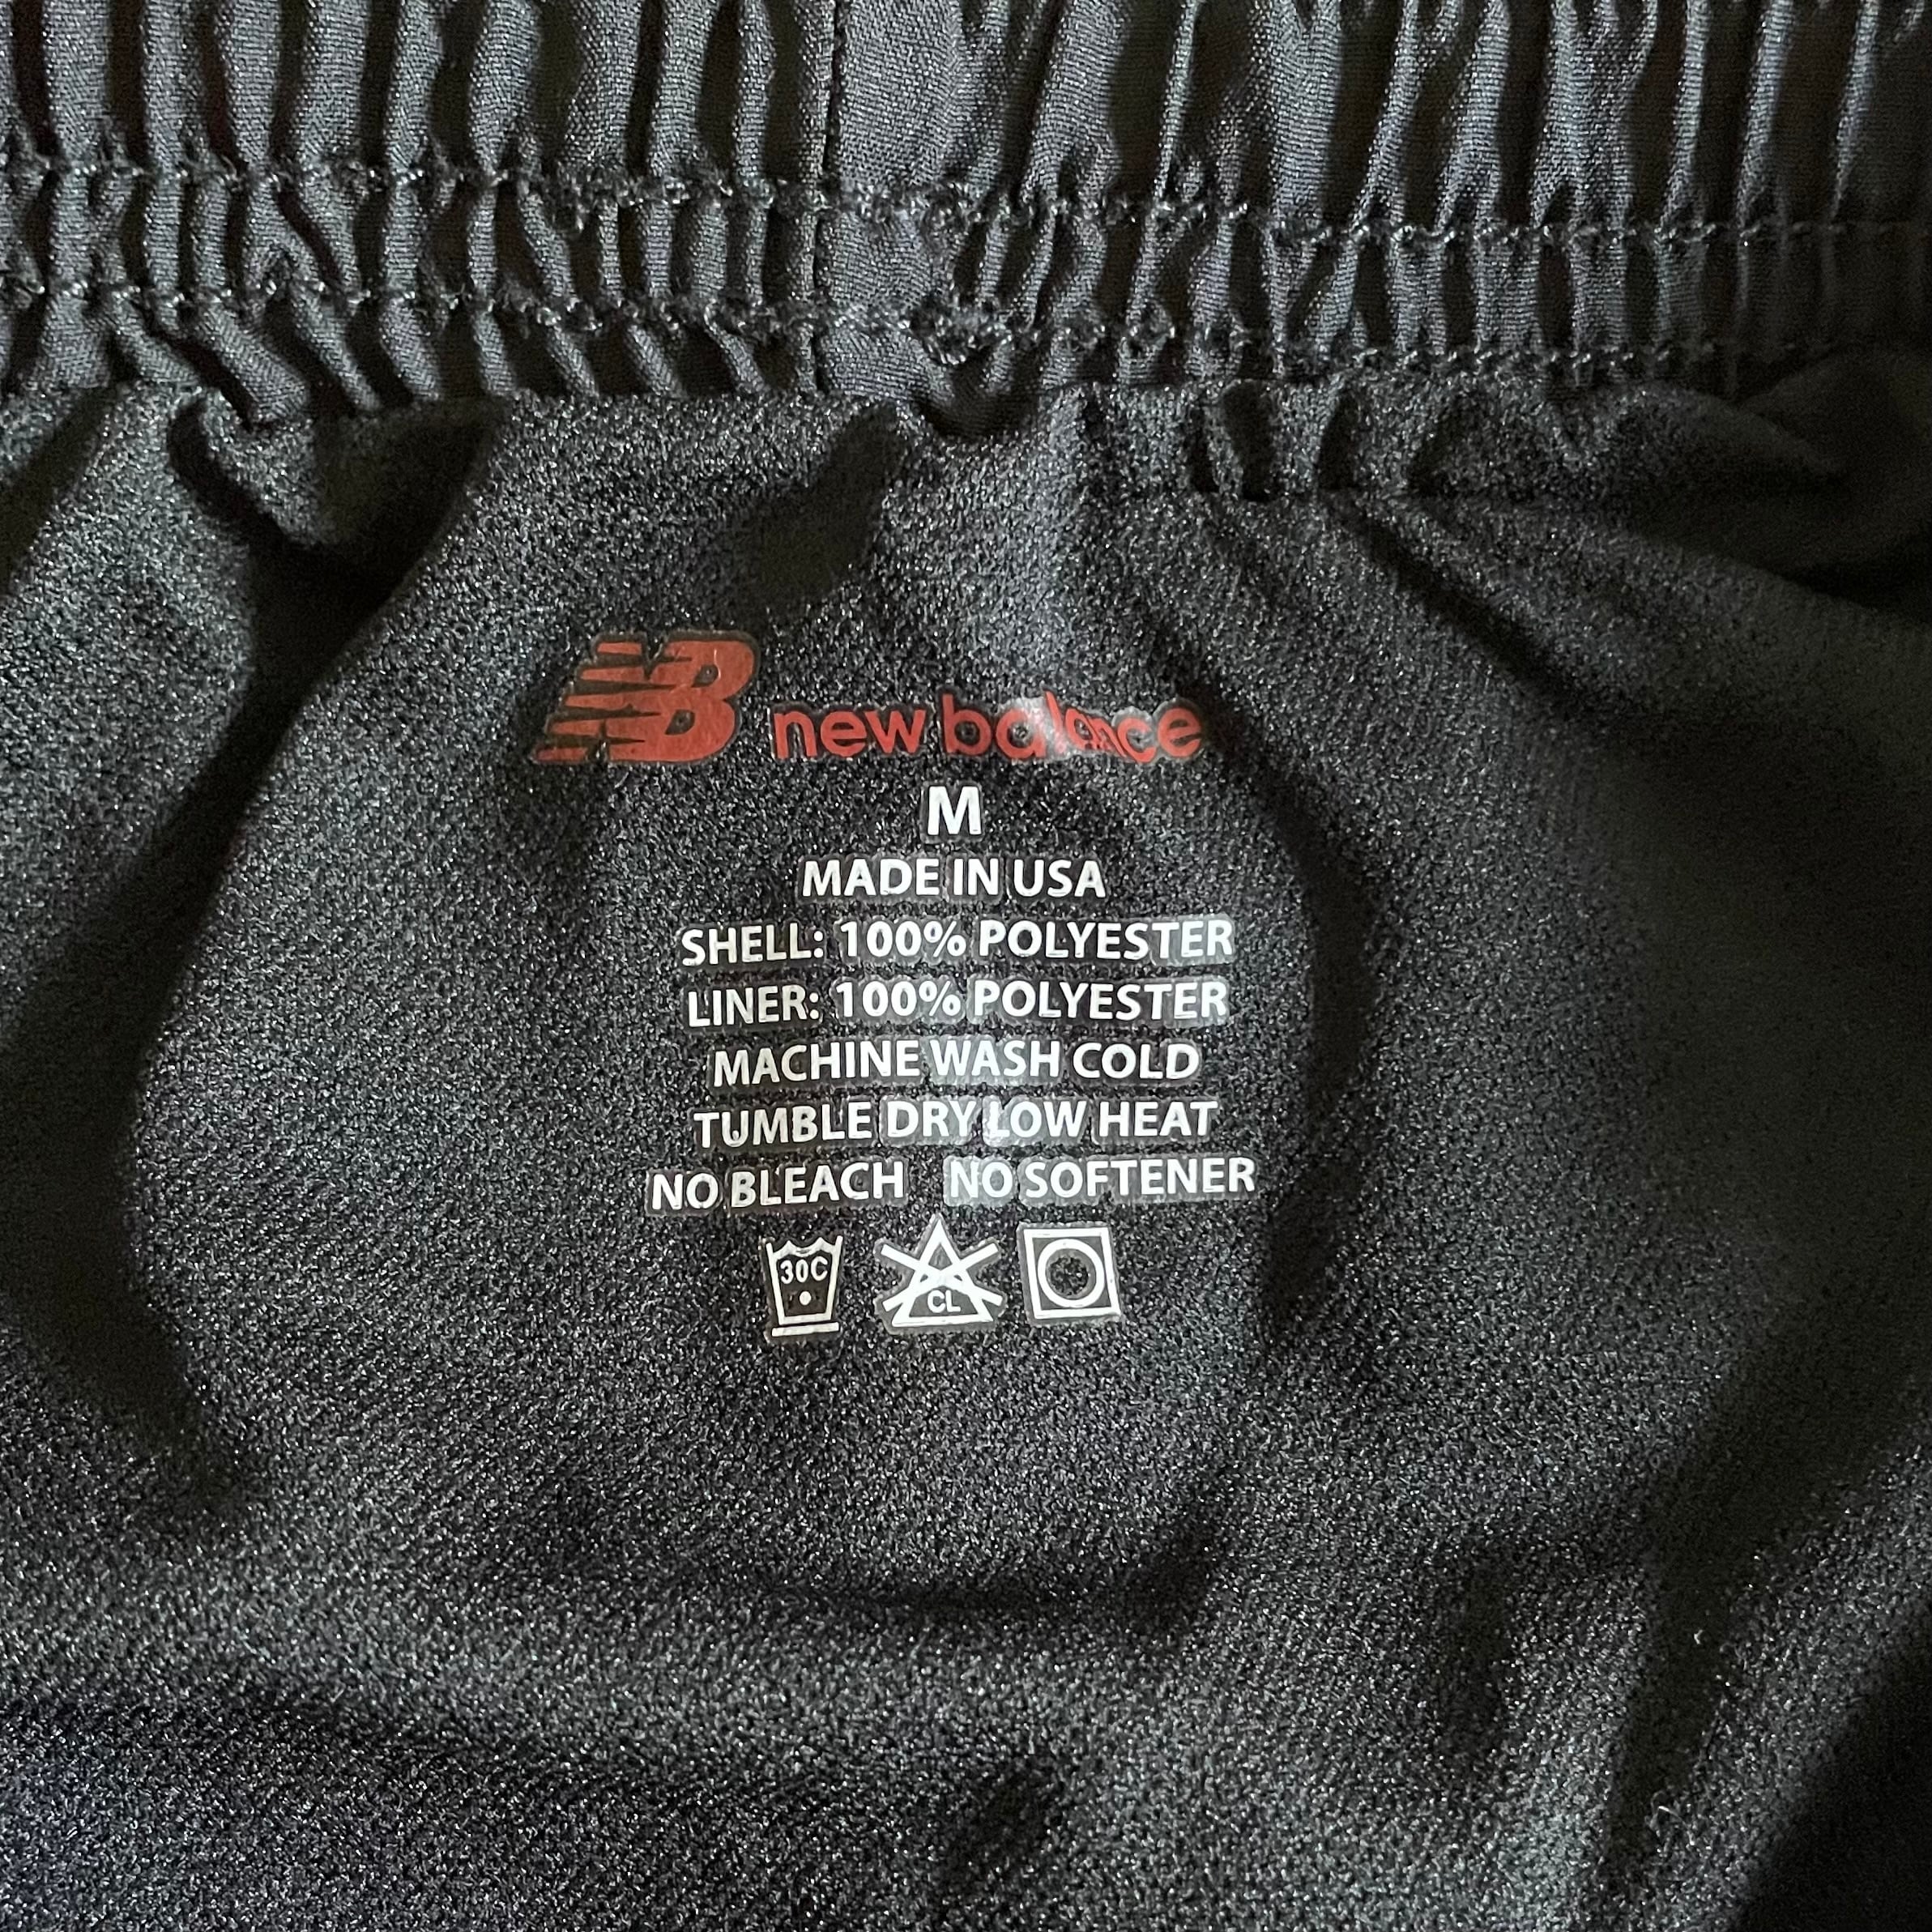 NB new balance
M
MADE IN USA
SHELL: 100% POLYESTER
LINER: 100% POLYESTER
MACHINE WASH COLD
TUMBLE DRY LOW HEAT
NO BLEACH NO SOFTENER
30C CL